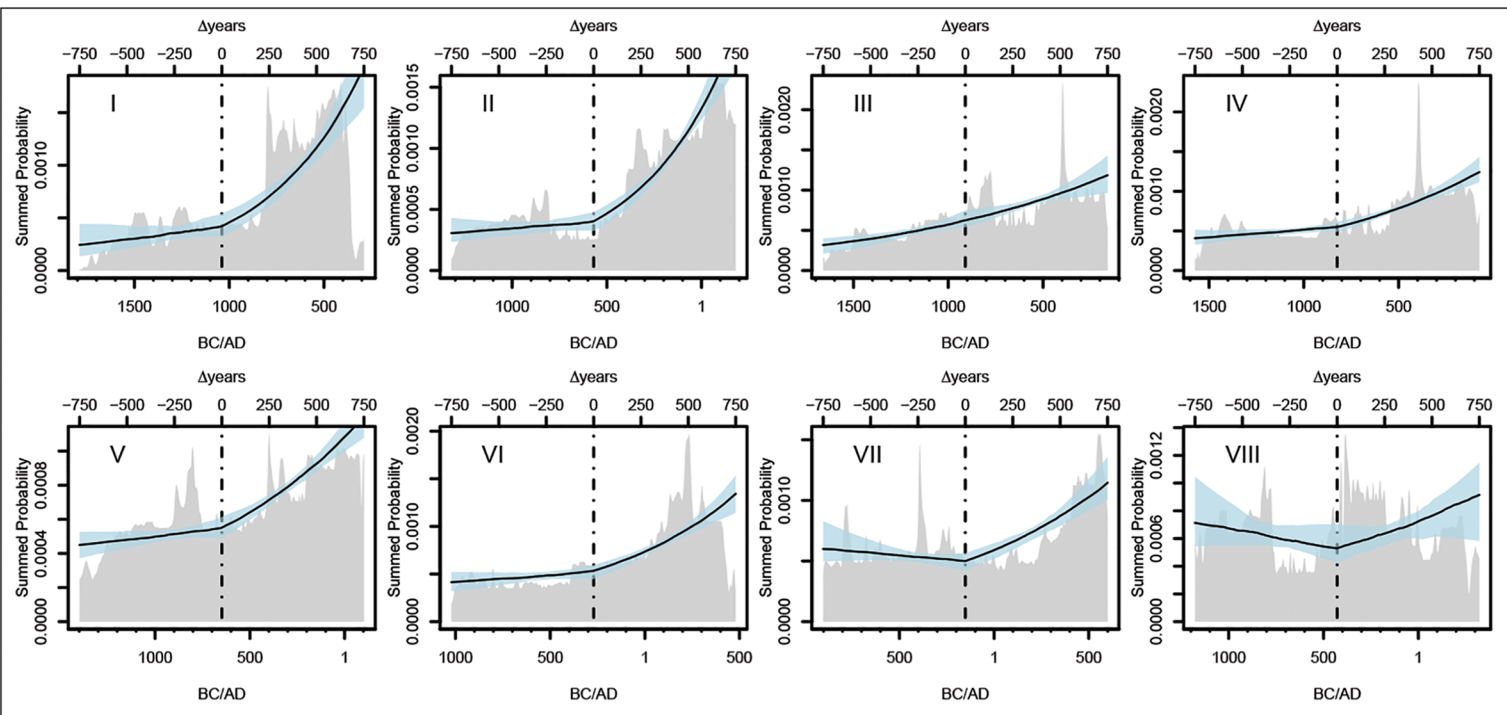 Δyears
−750 −500 −250 0 250 500 750
I
Summed Probability
0.0000 0.0010
1500 1000 500
BC/AD
Δyears
−750 −500 −250 0 250 500 750
II
Summed Probability
0.0000 0.0005 0.0010 0.0015
1000 500 1
BC/AD
Δyears
−750 −500 −250 0 250 500 750
III
Summed Probability
0.0000 0.0010 0.0020
1500 1000 500
BC/AD
Δyears
−750 −500 −250 0 250 500 750
IV
Summed Probability
0.0000 0.0010 0.0020
1500 1000 500
BC/AD
Δyears
−750 −500 −250 0 250 500 750
V
Summed Probability
0.0000 0.0004 0.0008
1000 500 1
BC/AD
Δyears
−750 −500 −250 0 250 500 750
VI
Summed Probability
0.0000 0.0010 0.0020
1000 500 1 500
BC/AD
Δyears
−750 −500 −250 0 250 500 750
VII
Summed Probability
0.0000 0.0010
500 1 500
BC/AD
Δyears
−750 −500 −250 0 250 500 750
VIII
Summed Probability
0.0000 0.0006 0.0012
1000 500 1
BC/AD